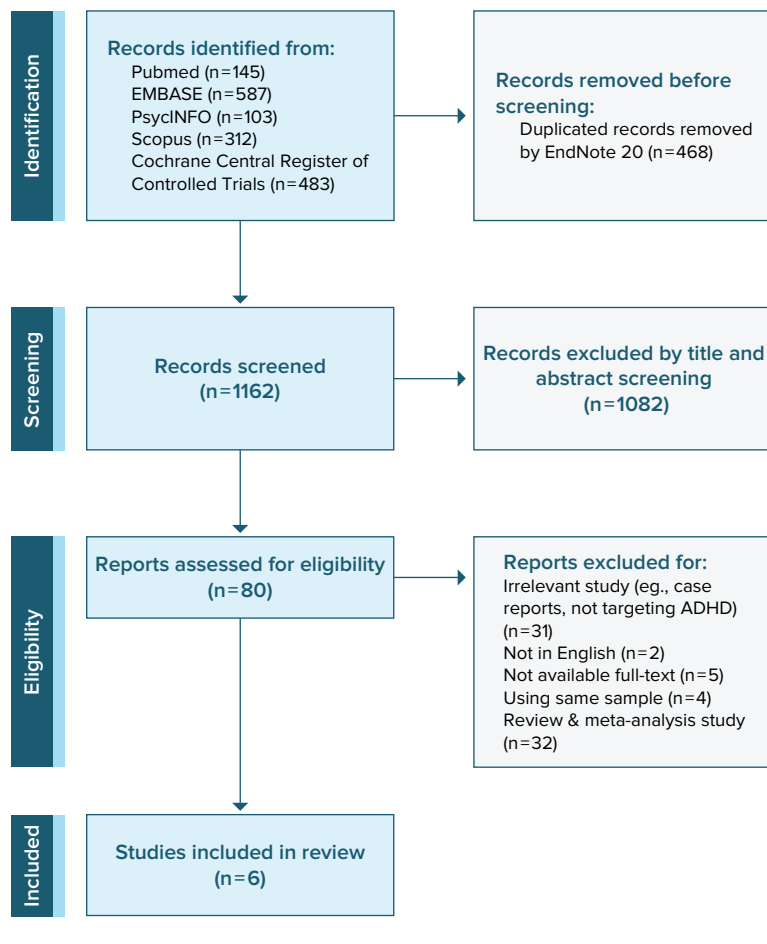 Identification
Records identified from:
Pubmed (n=145)
EMBASE (n=587)
PsycINFO (n=103)
Scopus (n=312)
Cochrane Central Register of
Controlled Trials (n=483)
Records removed before
screening:
Duplicated records removed
by EndNote 20 (n=468)
Screening
Records screened
(n=1162)
Records excluded by title and
abstract screening
(n=1082)
Eligibility
Reports assessed for eligibility
(n=80)
Reports excluded for:
Irrelevant study (eg., case
reports, not targeting ADHD)
(n=31)
Not in English (n=2)
Not available full-text (n=5)
Using same sample (n=4)
Review & meta-analysis study
(n=32)
Included
Studies included in review
(n=6)